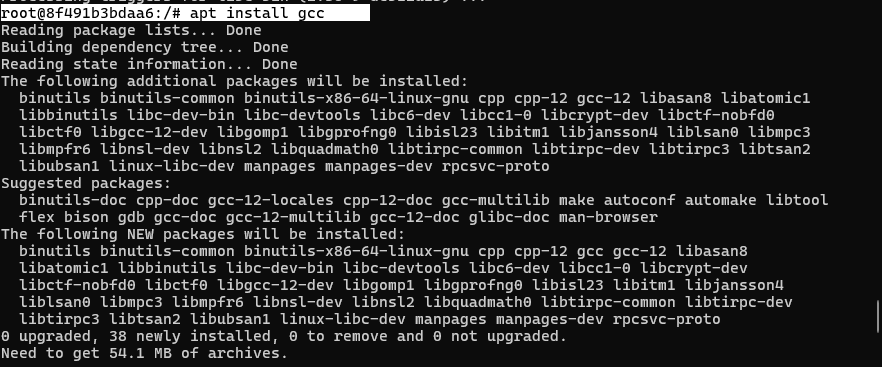 root@8f491b3bdaa6:/# apt install gcc
Reading package lists... Done
Building dependency tree... Done
Reading state information... Done
The following additional packages will be installed:
  binutils binutils-common binutils-x86-64-linux-gnu cpp cpp-12 gcc-12 libasan8 libatomic1
  libbinutils libc-dev-bin libc-devtools libc6-dev libcc1-0 libcrypt-dev libctf-nobfd0
  libctf0 libgcc-12-dev libgomp1 libgprofng0 libisl23 libitm1 libjansson4 liblsan0 libmpc3
  libmpfr6 libnsl-dev libnsl2 libquadmath0 libtirpc-common libtirpc-dev libtirpc3 libtsan2
  libubsan1 linux-libc-dev manpages manpages-dev rpcsvc-proto
Suggested packages:
  binutils-doc cpp-doc gcc-12-locales cpp-12-doc gcc-multilib make autoconf automake libtool
  flex bison gdb gcc-doc gcc-12-multilib gcc-12-doc glibc-doc man-browser
The following NEW packages will be installed:
  binutils binutils-common binutils-x86-64-linux-gnu cpp cpp-12 gcc gcc-12 libasan8
  libatomic1 libbinutils libc-dev-bin libc-devtools libc6-dev libcc1-0 libcrypt-dev
  libctf-nobfd0 libctf0 libgcc-12-dev libgomp1 libgprofng0 libisl23 libitm1 libjansson4
  liblsan0 libmpc3 libmpfr6 libnsl-dev libnsl2 libquadmath0 libtirpc-common libtirpc-dev
  libtirpc3 libtsan2 libubsan1 linux-libc-dev manpages manpages-dev rpcsvc-proto
0 upgraded, 38 newly installed, 0 to remove and 0 not upgraded.
Need to get 54.1 MB of archives.